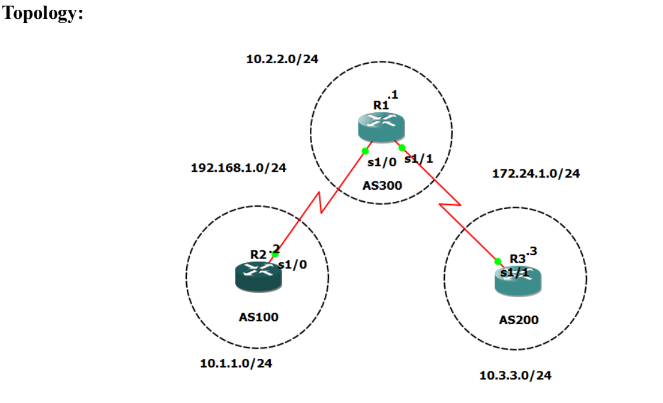 Topology:
10.2.2.0/24
.1
R1
s1/0
s1/1
AS300
192.168.1.0/24
172.24.1.0/24
R2
.2
s1/0
AS100
10.1.1.0/24
R3
.3
s1/1
AS200
10.3.3.0/24